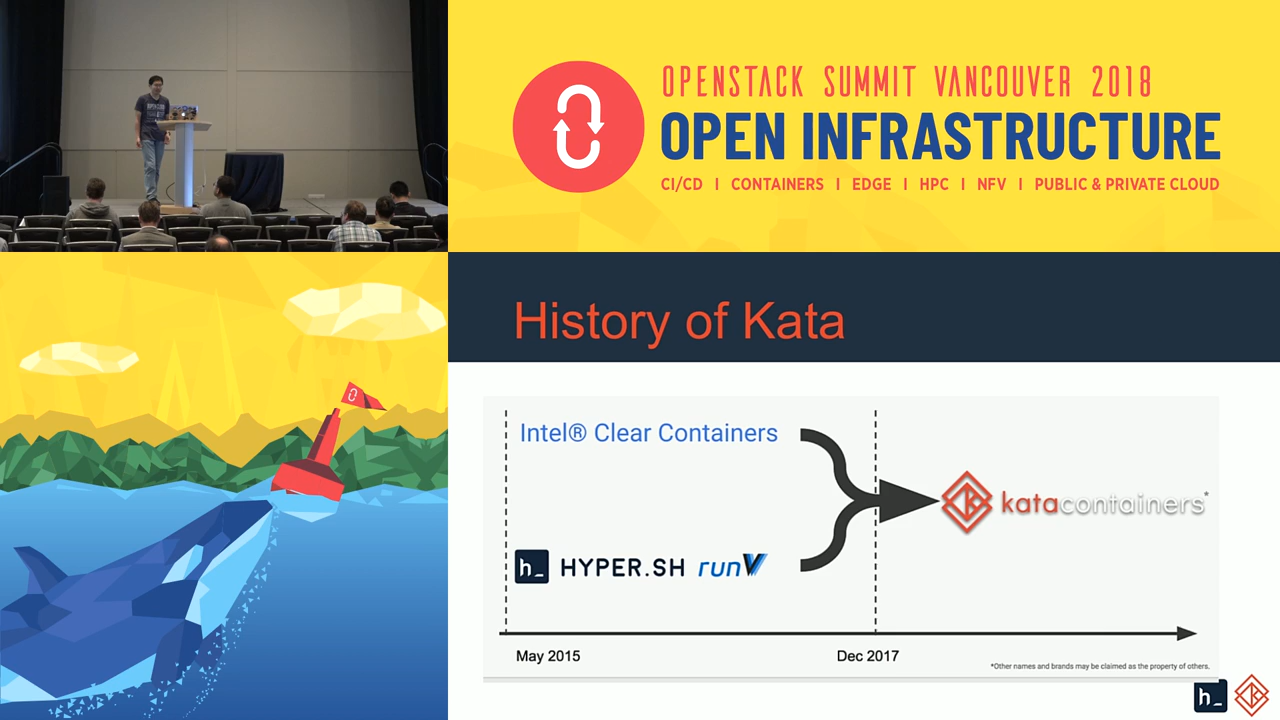 OPENSTACK SUMMIT VANCOUVER 2018
OPEN INFRASTRUCTURE
CI/CD | CONTAINERS | EDGE | HPC | NFV | PUBLIC & PRIVATE CLOUD
History of Kata
Intel® Clear Containers
katacontainers*
h_ HYPER.SH runV
May 2015
Dec 2017
*Other names and brands may be claimed as the property of others.
h_